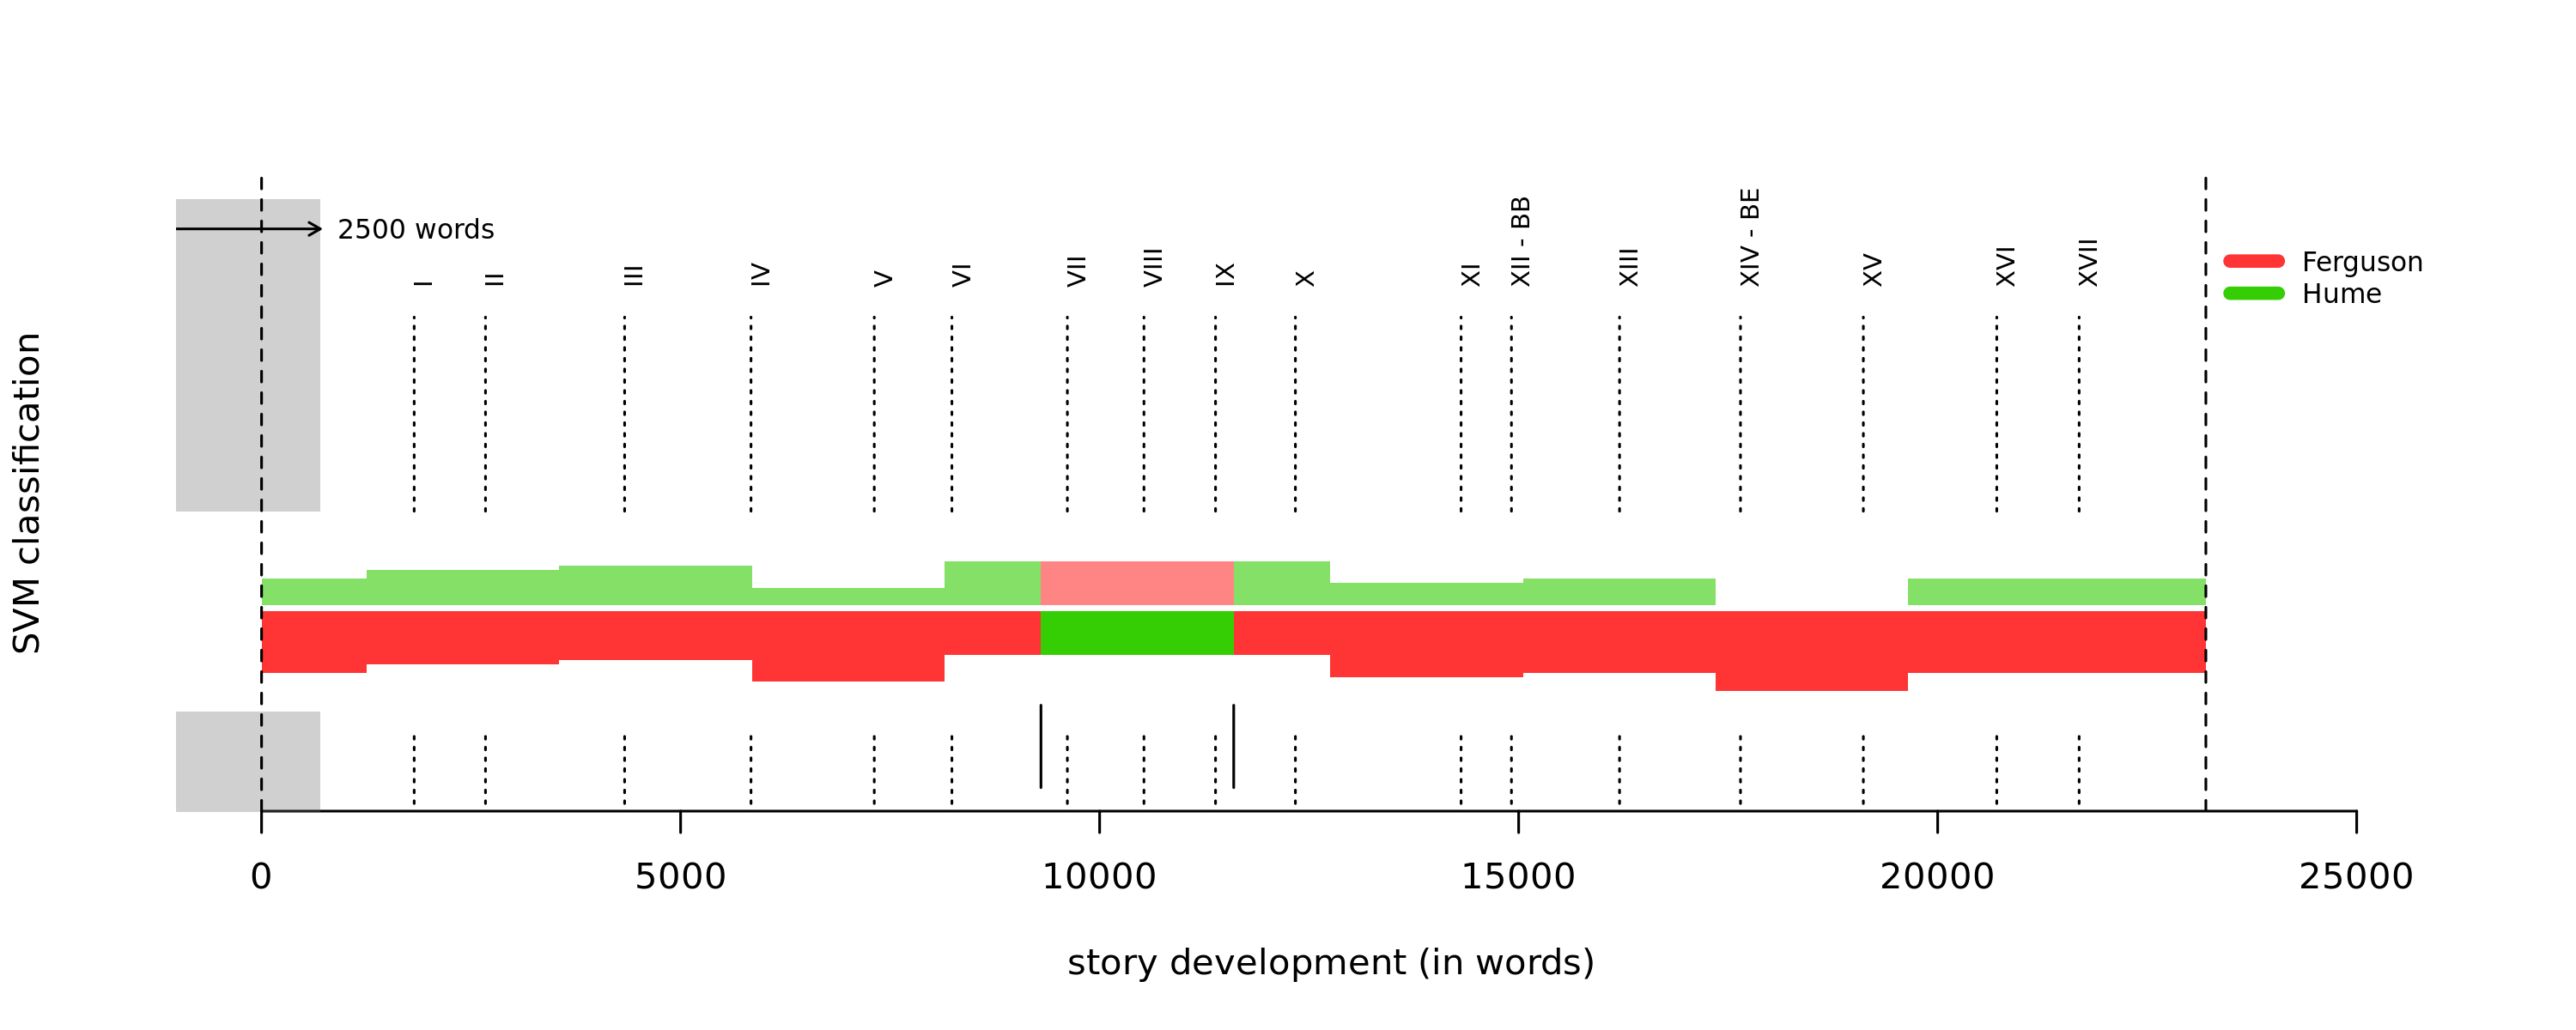 2500 words
I
II
III
IV
V
VI
VII
VIII
IX
X
XI
XII - BB
XIII
XIV - BE
XV
XVI
XVII
Ferguson
Hume
SVM classification
0
5000
10000
15000
20000
25000
story development (in words)